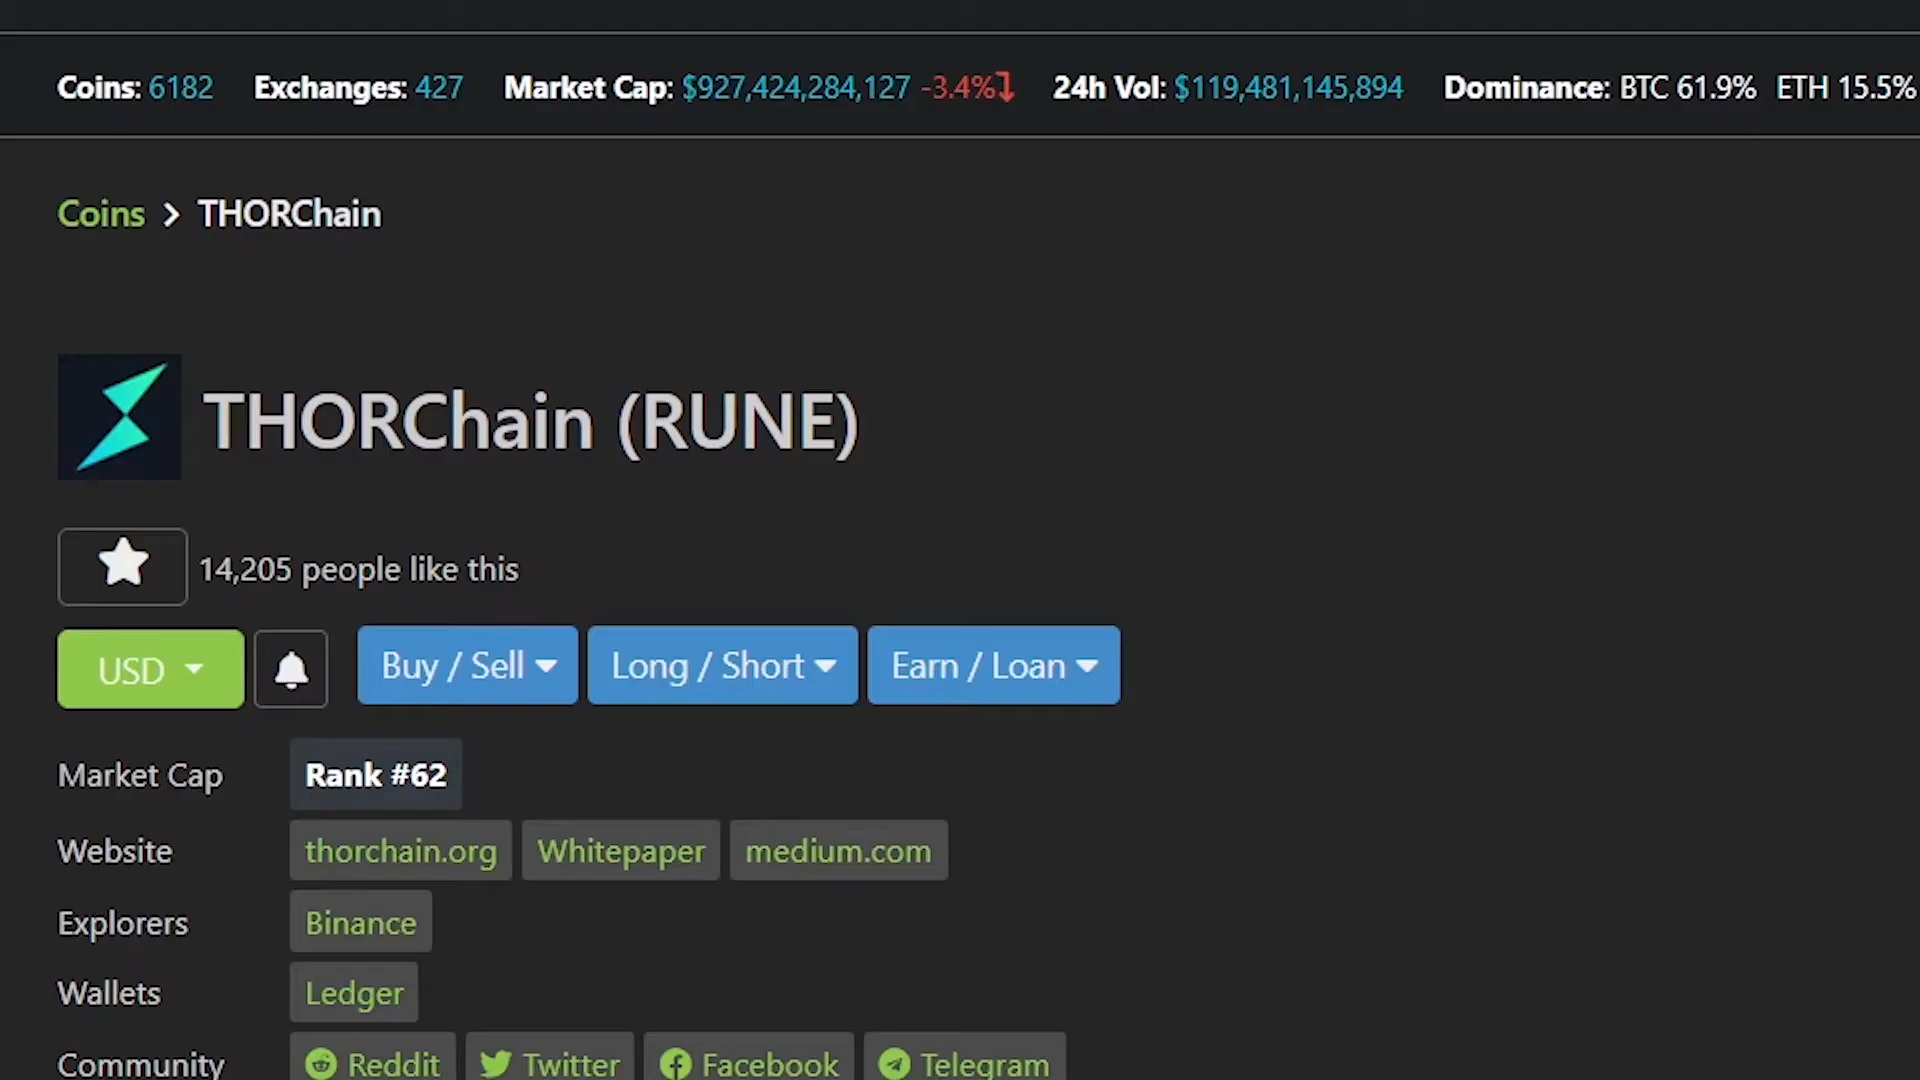 Coins: 6182 Exchanges: 427 Market Cap: $927,424,284,127 -3.4% 24h Vol: $119,481,145,894 Dominance: BTC 61.9% ETH 15.5%
Coins > THORChain
THORChain (RUNE)
14,205 people like this
USD Buy / Sell Long / Short Earn / Loan
Market Cap Rank #62
Website thorchain.org Whitepaper medium.com
Explorers Binance
Wallets Ledger
Community Reddit Twitter Facebook Telegram